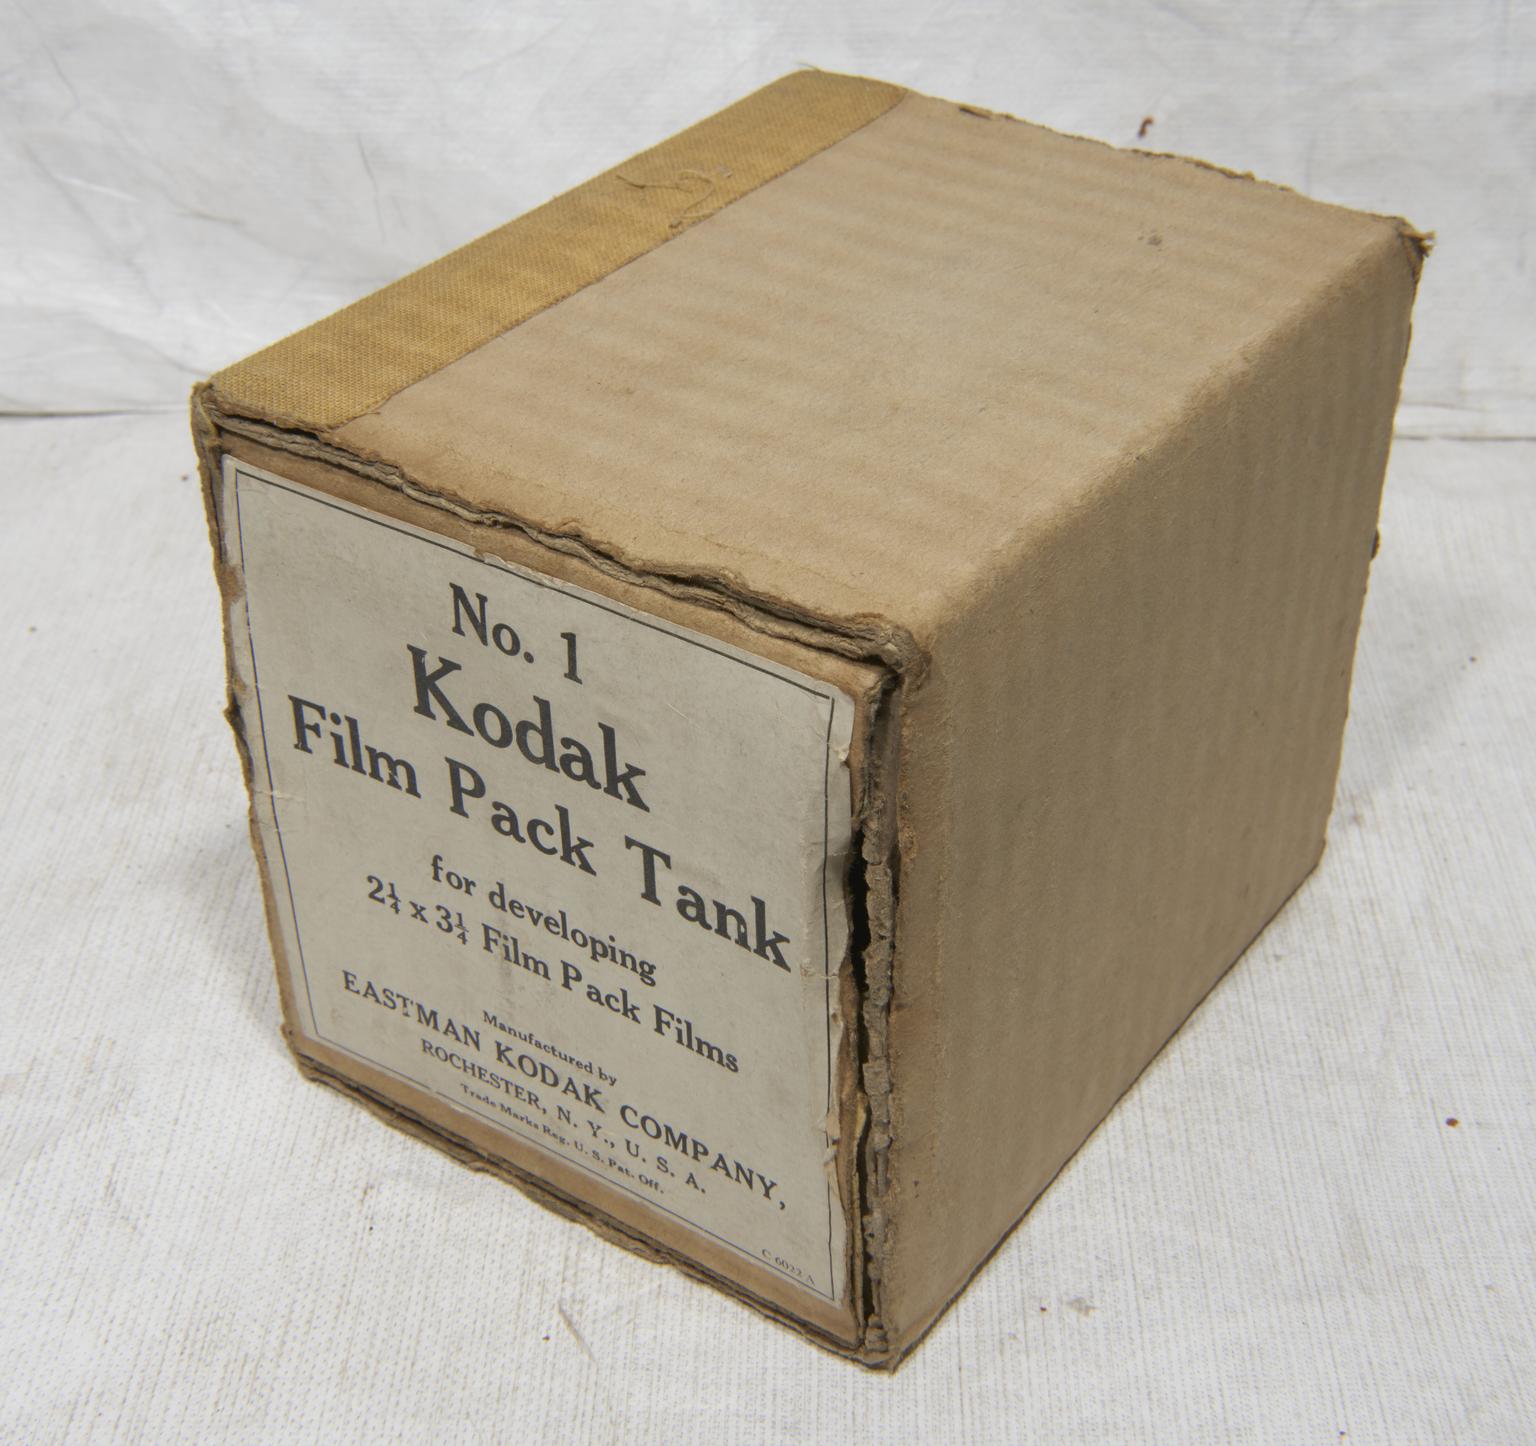 No. 1
Kodak
Film Pack Tank
for developing
2¼ x 3¼ Film Pack Films
Manufactured by
EASTMAN KODAK COMPANY,
ROCHESTER, N. Y., U. S. A.
Trade Marks Reg. U. S. Pat. Off.
C 6022 A